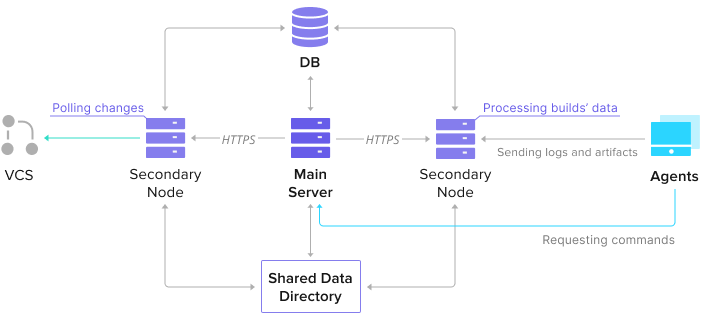 DB
Polling changes
Processing builds’ data
HTTPS
HTTPS
Sending logs and artifacts
VCS
Secondary
Node
Main
Server
Secondary
Node
Agents
Requesting commands
Shared Data
Directory